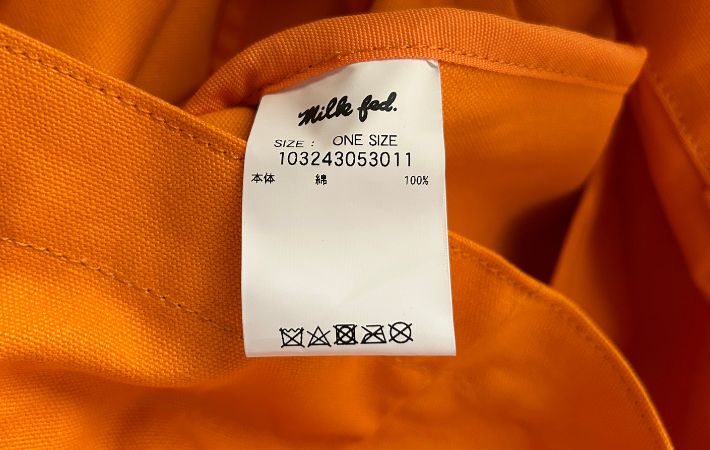 Milk fed.
SIZE : ONE SIZE
103243053011
本体 綿 100%